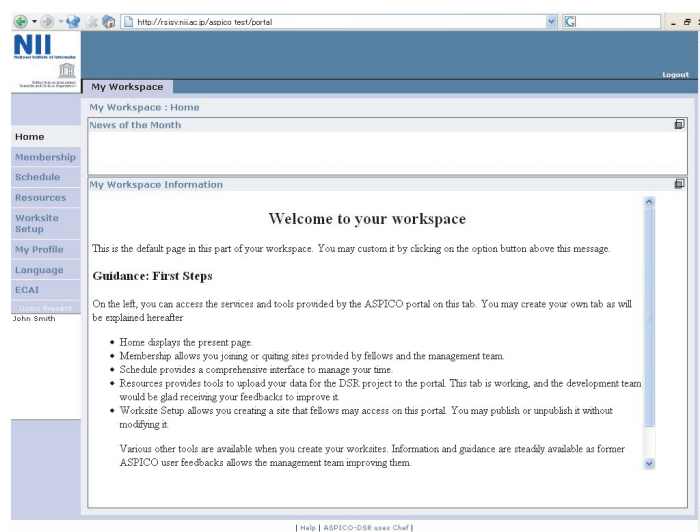 http://rsisv.nii.ac.jp/aspico test/portal
NII
National Institute of Informatics
Logout
My Workspace
My Workspace : Home
News of the Month
Home
Membership
Schedule
Resources
Worksite
Setup
My Profile
Language
ECAI
Users Present
John Smith
My Workspace Information
Welcome to your workspace
This is the default page in this part of your workspace. You may custom it by clicking on the option button above this message.
Guidance: First Steps
On the left, you can access the services and tools provided by the ASPICO portal on this tab. You may create your own tab as will
be explained hereafter
• Home displays the present page.
• Membership allows you joining or quiting sites provided by fellows and the management team.
• Schedule provides a comprehensive interface to manage your time.
• Resources provides tools to upload your data for the DSR project to the portal. This tab is working, and the development team
would be glad receiving your feedbacks to improve it.
• Worksite Setup allows you creating a site that fellows may access on this portal. You may publish or unpublish it without
modifying it.
Various other tools are available when you create your worksites. Information and guidance are steadily available as former
ASPICO user feedbacks allows the management team improving them.
| Help | ASPICO-DSR uses Chef |